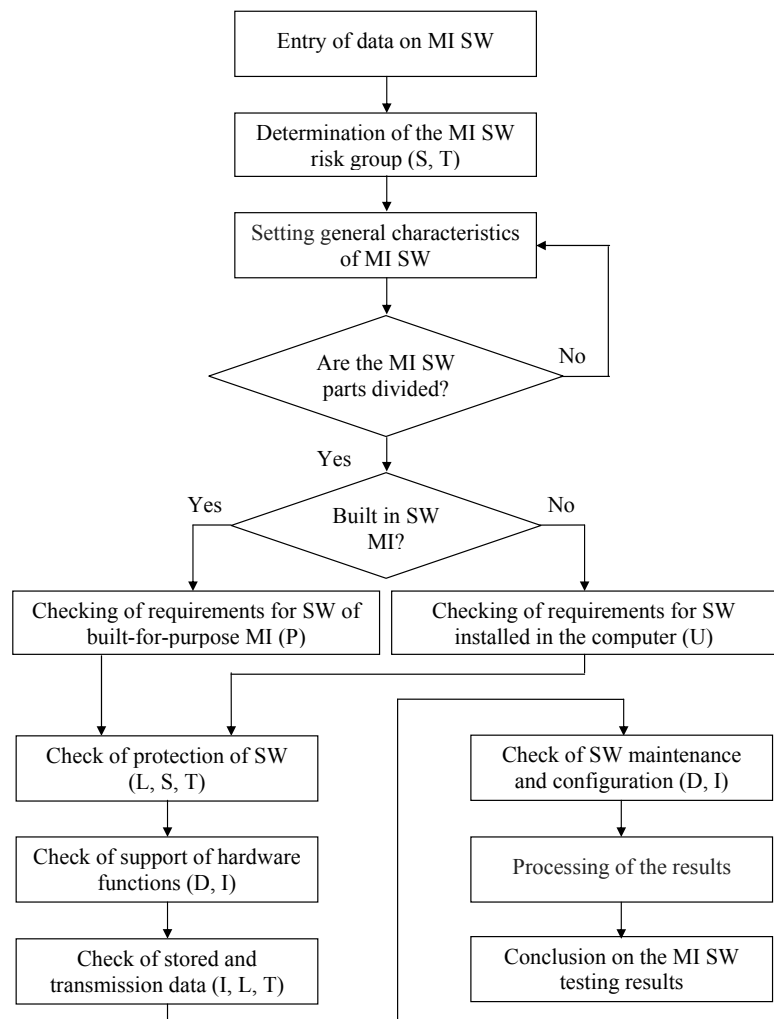 Entry of data on MI SW
Determination of the MI SW
risk group (S, T)
Setting general characteristics
of MI SW
Are the MI SW
parts divided?
No
Yes
Built in SW
MI?
Yes
No
Checking of requirements for SW of
built-for-purpose MI (P)
Checking of requirements for SW
installed in the computer (U)
Check of protection of SW
(L, S, T)
Check of support of hardware
functions (D, I)
Check of stored and
transmission data (I, L, T)
Check of SW maintenance
and configuration (D, I)
Processing of the results
Conclusion on the MI SW
testing results